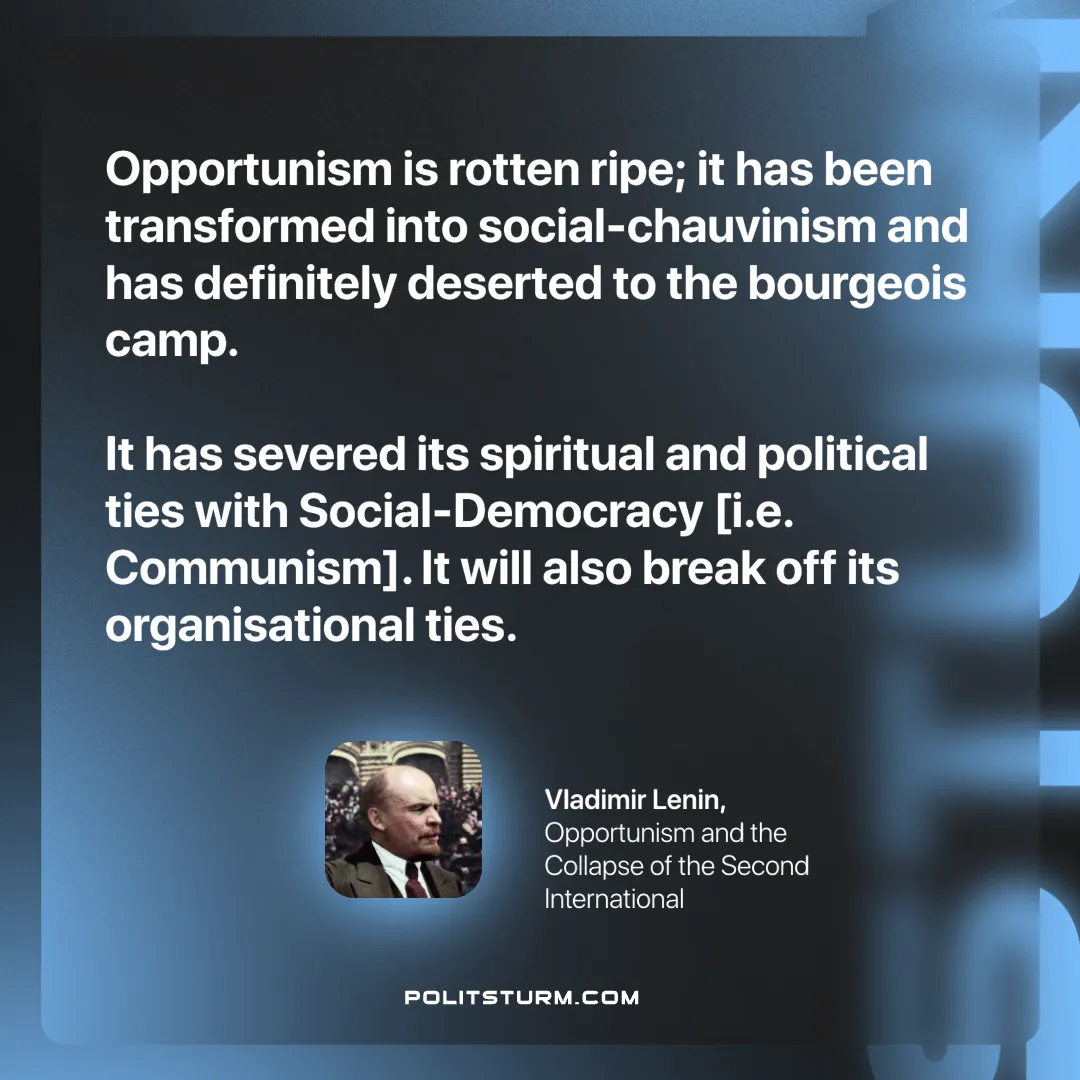 Opportunism is rotten ripe; it has been
transformed into social-chauvinism and
has definitely deserted to the bourgeois
camp.
It has severed its spiritual and political
ties with Social-Democracy [i.e.
Communism]. It will also break off its
organisational ties.
Vladimir Lenin,
Opportunism and the
Collapse of the Second
International
POLITSTURM.COM